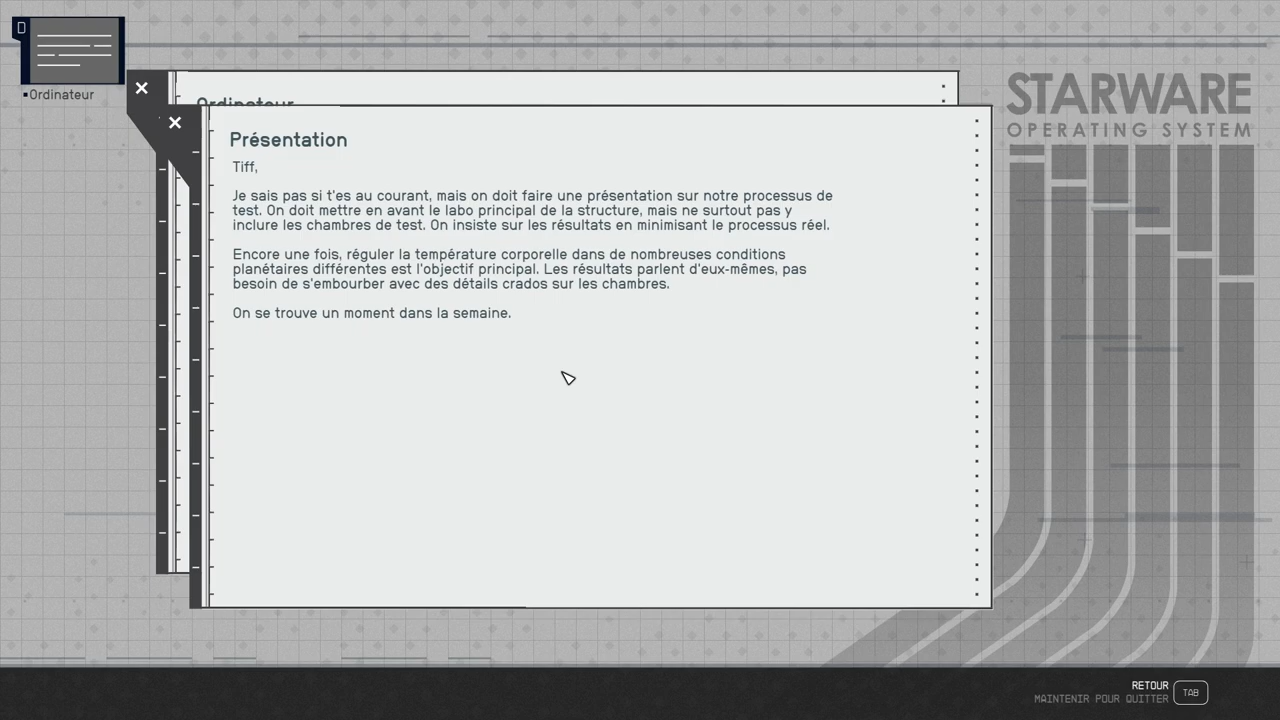 D
Ordinateur
Ordinateur
STARWARE
OPERATING SYSTEM
Présentation
Tiff,
Je sais pas si t'es au courant, mais on doit faire une présentation sur notre processus de
test. On doit mettre en avant le labo principal de la structure, mais ne surtout pas y
inclure les chambres de test. On insiste sur les résultats en minimisant le processus réel.
Encore une fois, réguler la température corporelle dans de nombreuses conditions
planétaires différentes est l'objectif principal. Les résultats parlent d'eux-mêmes, pas
besoin de s'embourber avec des détails crados sur les chambres.
On se trouve un moment dans la semaine.
RETOUR
MAINTENIR POUR QUITTER
TAB